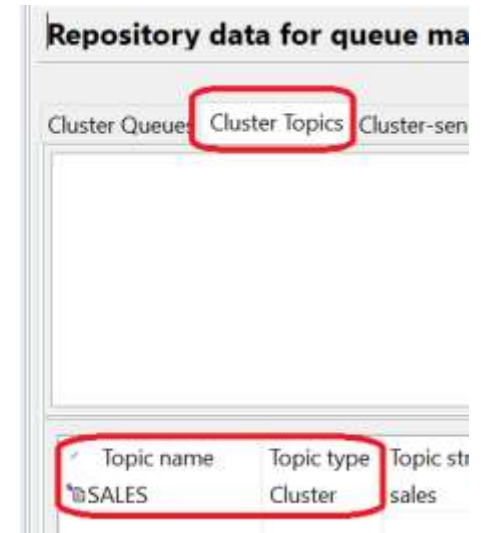 Repository data for queue ma
Cluster Queues Cluster Topics Cluster-sen
Topic name Topic type Topic str
SALES Cluster sales